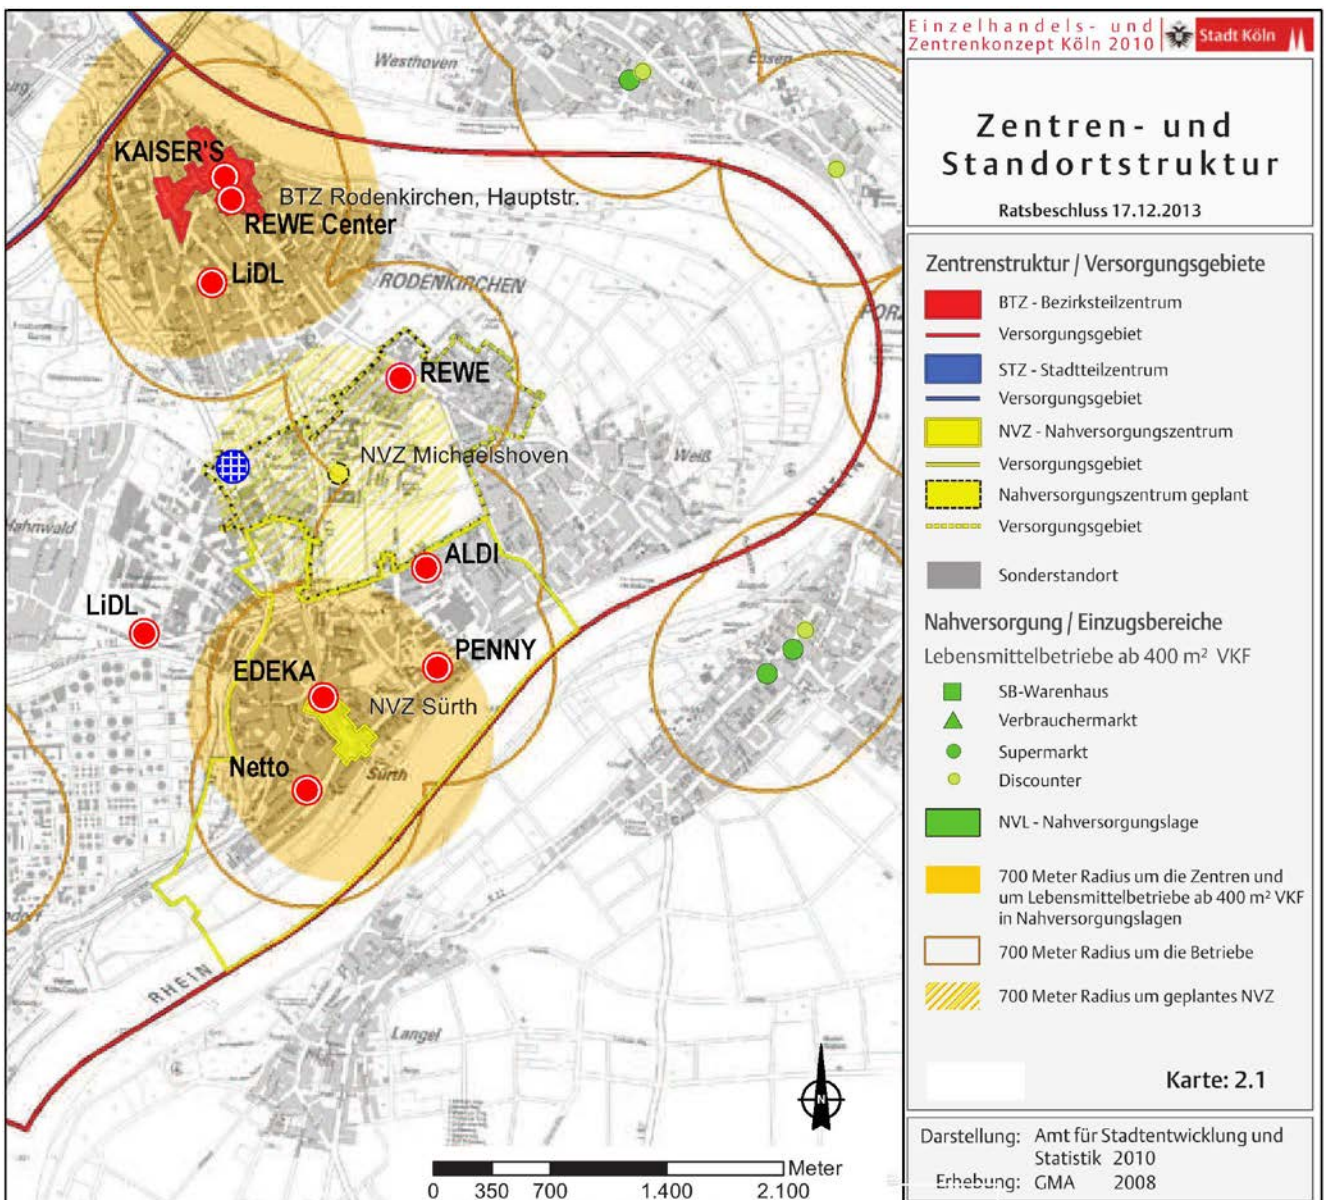 Westhoven
Ensen
KAISER'S
BTZ Rodenkirchen, Hauptstr.
REWE Center
LiDL
RODENKIRCHEN
REWE
NVZ Michaelshoven
Weiß
RHEIN
Hahnwald
ALDI
LiDL
PENNY
EDEKA
NVZ Sürth
Netto
Sürth
RHEIN
Langel
N
Meter
0 350 700 1.400 2.100
Einzelhandels- und
Zentrenkonzept Köln 2010
Stadt Köln
Zentren- und
Standortstruktur
Ratsbeschluss 17.12.2013
Zentrenstruktur / Versorgungsgebiete
BTZ - Bezirksteilzentrum
Versorgungsgebiet
STZ - Stadtteilzentrum
Versorgungsgebiet
NVZ - Nahversorgungszentrum
Versorgungsgebiet
Nahversorgungszentrum geplant
Versorgungsgebiet
Sonderstandort
Nahversorgung / Einzugsbereiche
Lebensmittelbetriebe ab 400 m² VKF
SB-Warenhaus
Verbrauchermarkt
Supermarkt
Discounter
NVL - Nahversorgungslage
700 Meter Radius um die Zentren und
um Lebensmittelbetriebe ab 400 m² VKF
in Nahversorgungslagen
700 Meter Radius um die Betriebe
700 Meter Radius um geplantes NVZ
Karte: 2.1
Darstellung: Amt für Stadtentwicklung und
Statistik 2010
Erhebung: GMA 2008